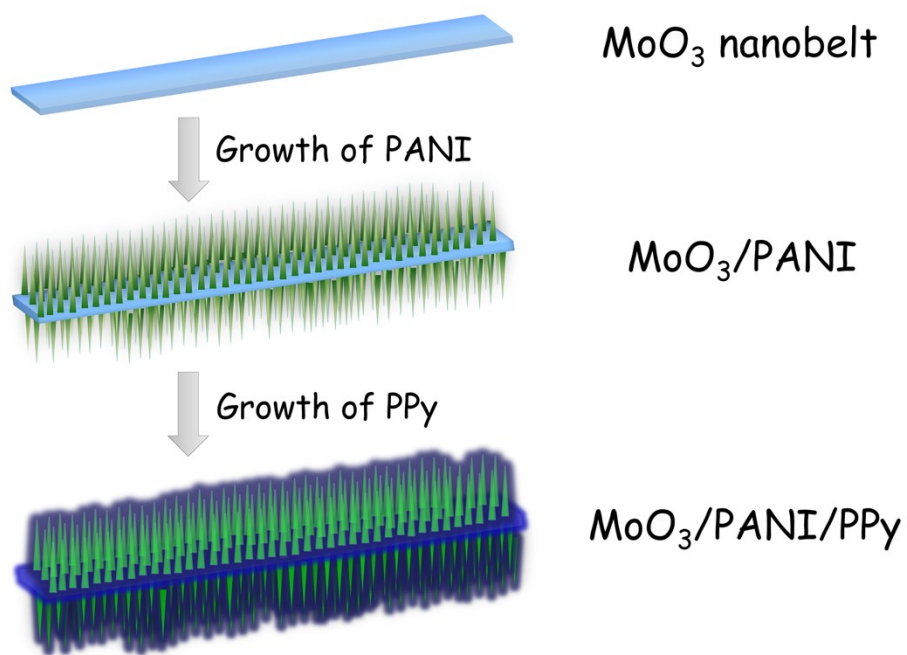 MoO₃ nanobelt
Growth of PANI
MoO₃/PANI
Growth of PPy
MoO₃/PANI/PPy